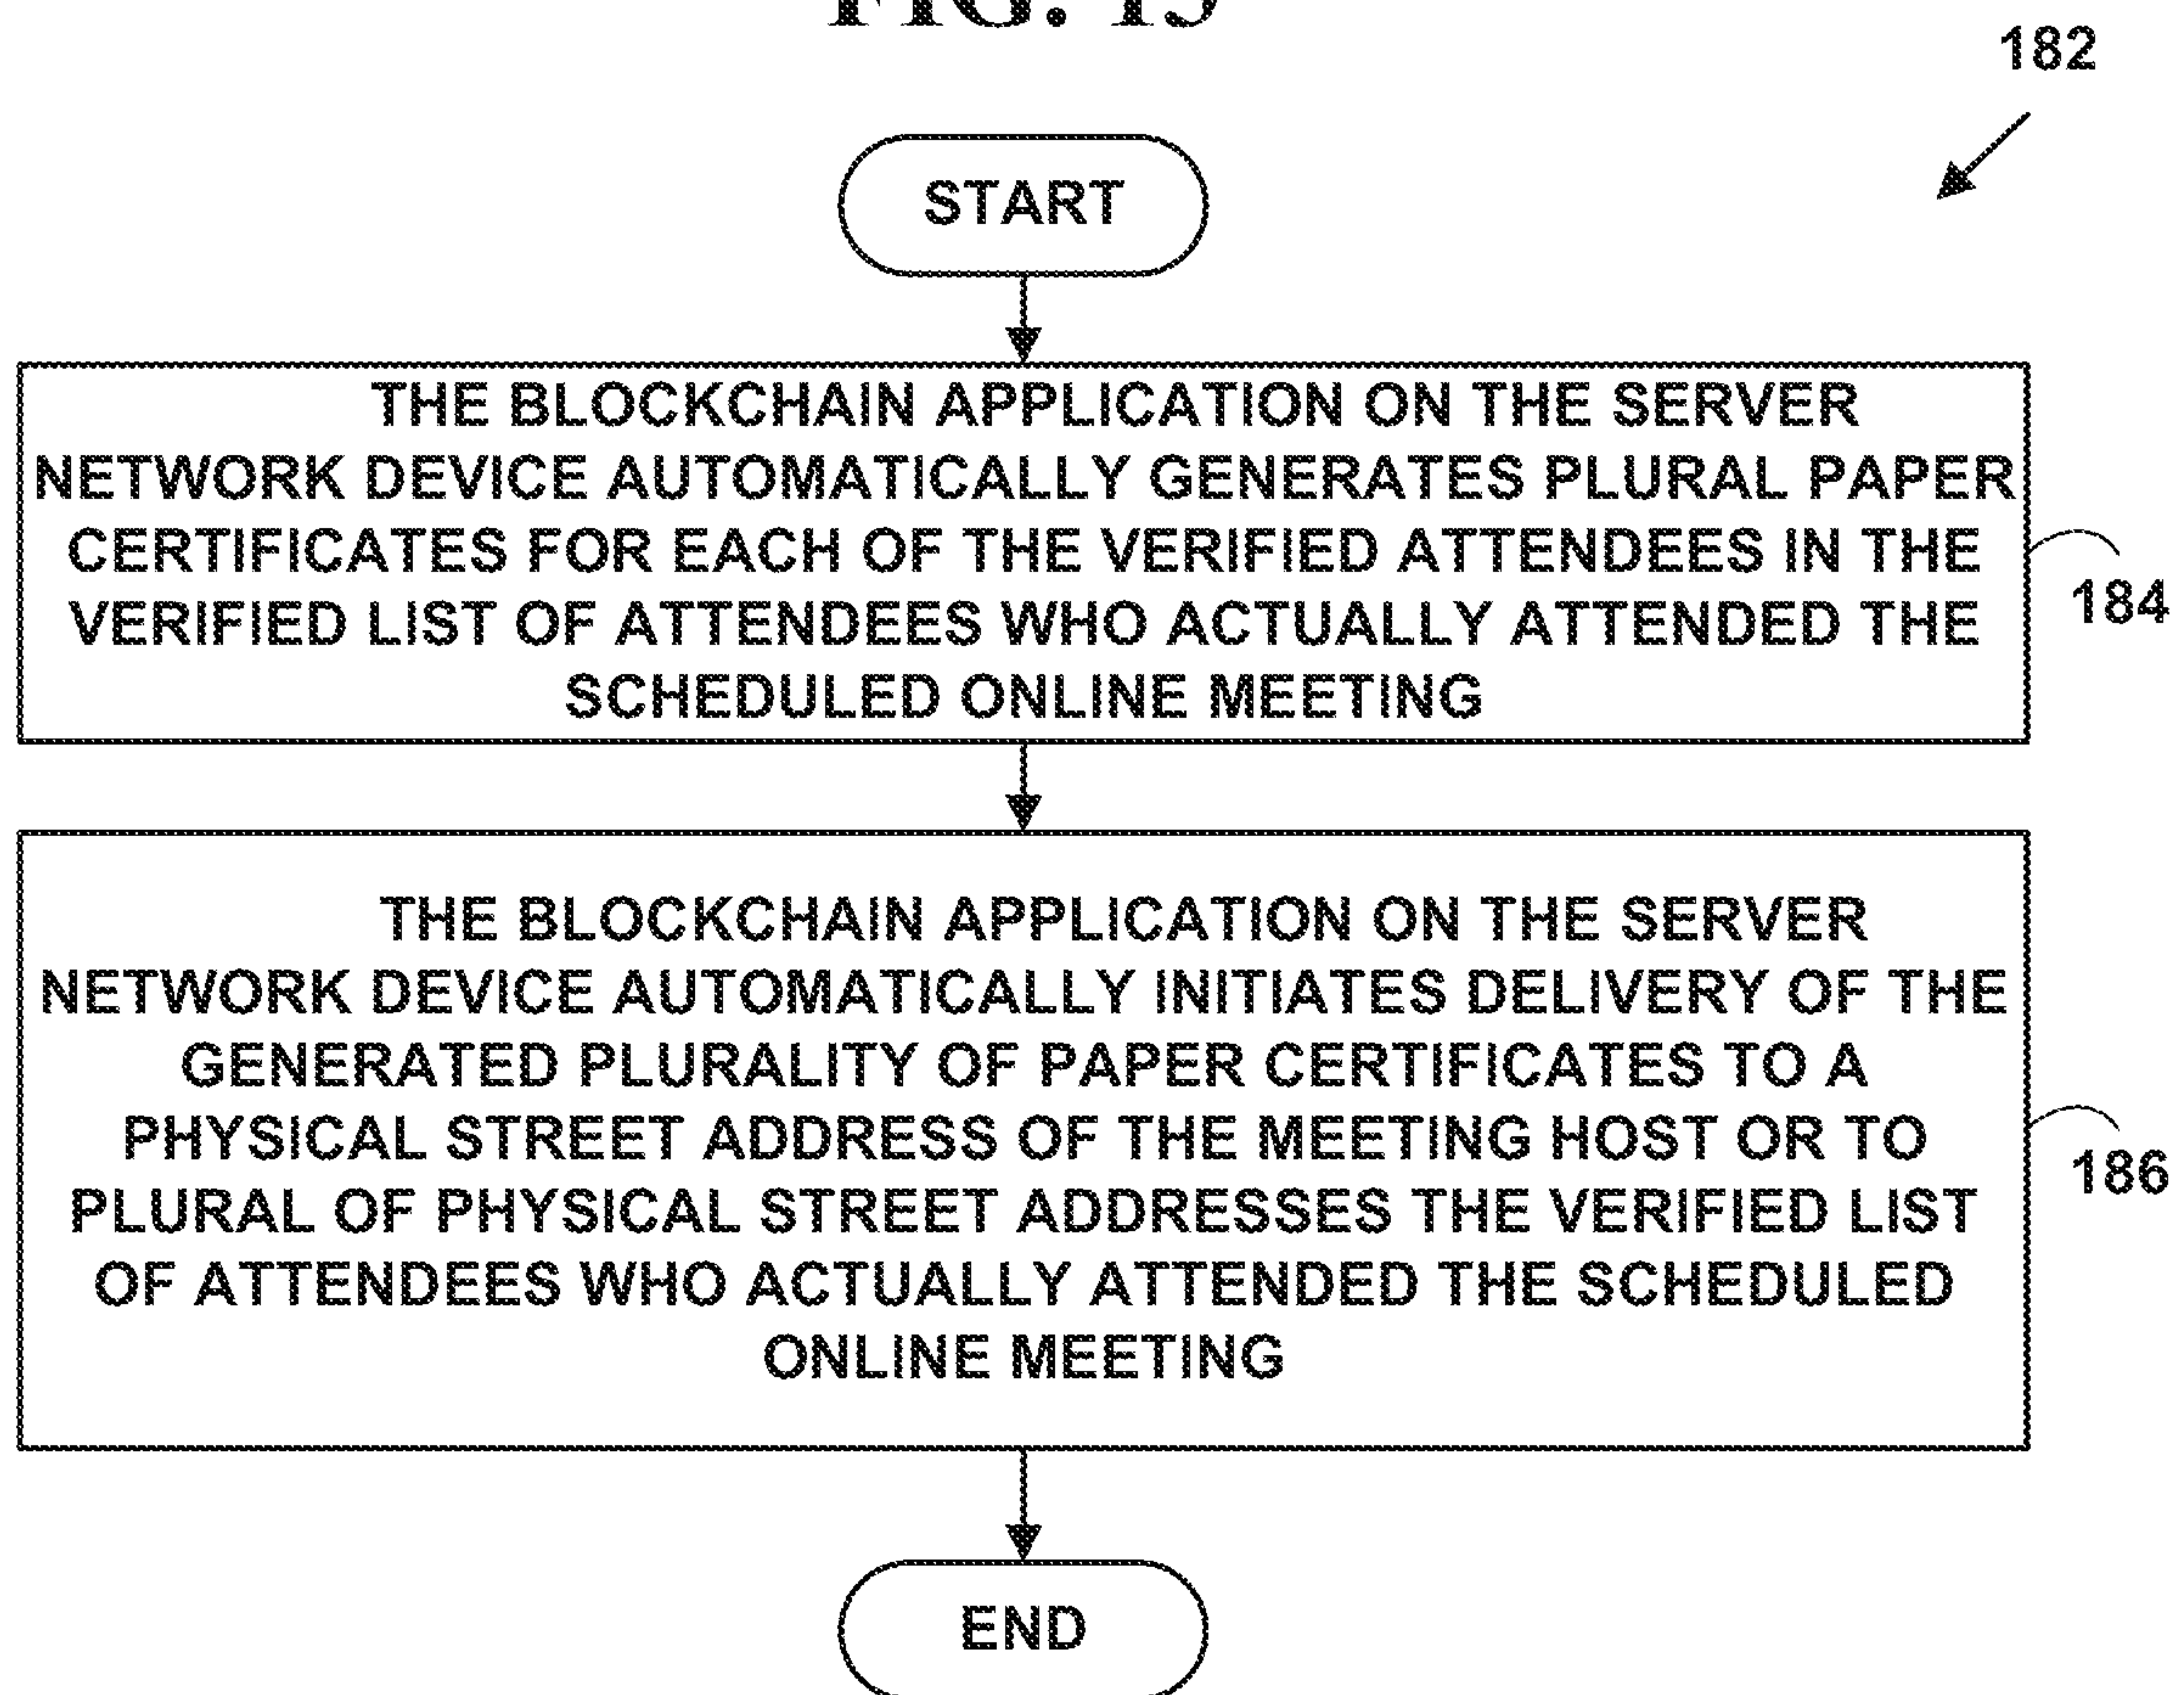 FIG. 15
182
START
THE BLOCKCHAIN APPLICATION ON THE SERVER
NETWORK DEVICE AUTOMATICALLY GENERATES PLURAL PAPER
CERTIFICATES FOR EACH OF THE VERIFIED ATTENDEES IN THE
VERIFIED LIST OF ATTENDEES WHO ACTUALLY ATTENDED THE
SCHEDULED ONLINE MEETING
184
THE BLOCKCHAIN APPLICATION ON THE SERVER
NETWORK DEVICE AUTOMATICALLY INITIATES DELIVERY OF THE
GENERATED PLURALITY OF PAPER CERTIFICATES TO A
PHYSICAL STREET ADDRESS OF THE MEETING HOST OR TO
PLURAL OF PHYSICAL STREET ADDRESSES THE VERIFIED LIST
OF ATTENDEES WHO ACTUALLY ATTENDED THE SCHEDULED
ONLINE MEETING
186
END